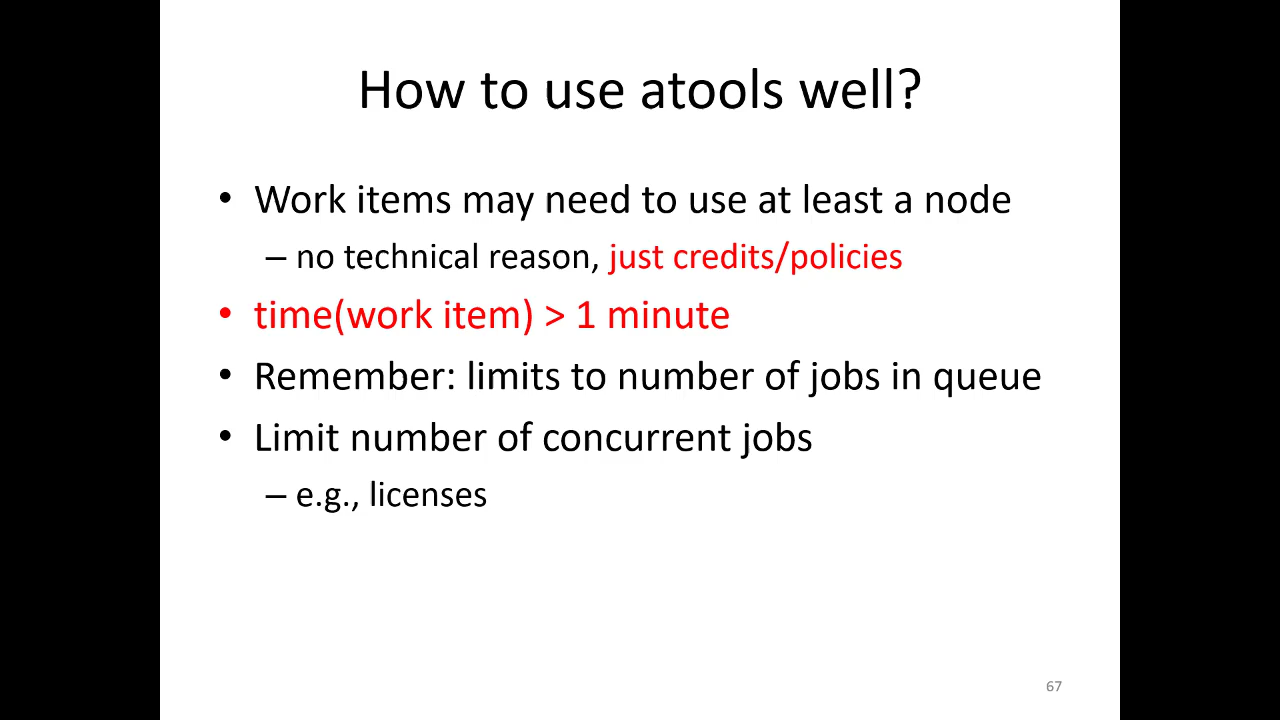 How to use atools well?
• Work items may need to use at least a node
– no technical reason, just credits/policies
• time(work item) > 1 minute
• Remember: limits to number of jobs in queue
• Limit number of concurrent jobs
– e.g., licenses
67